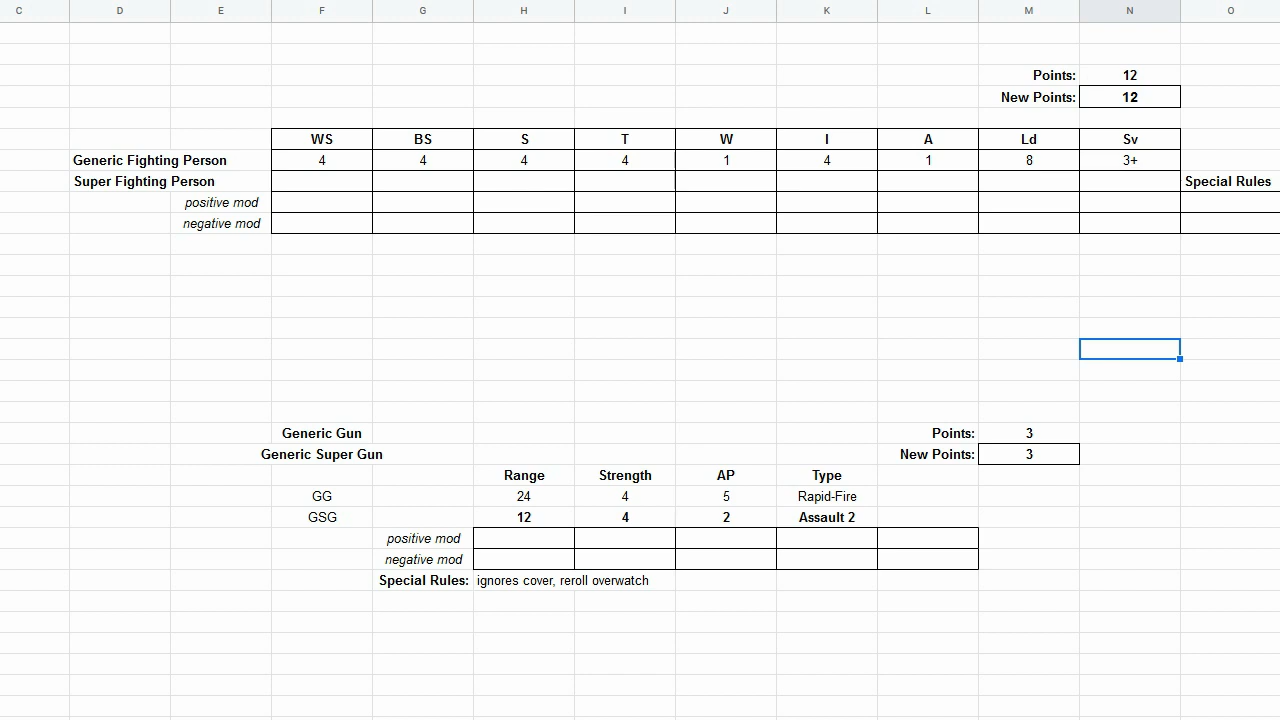 C D E F G H I J K L M N O
Points: 12
New Points: 12
WS BS S T W I A Ld Sv
Generic Fighting Person 4 4 4 4 1 4 1 8 3+
Super Fighting Person Special Rules
positive mod
negative mod
Generic Gun Points: 3
Generic Super Gun New Points: 3
Range Strength AP Type
GG 24 4 5 Rapid-Fire
GSG 12 4 2 Assault 2
positive mod
negative mod
Special Rules: ignores cover, reroll overwatch